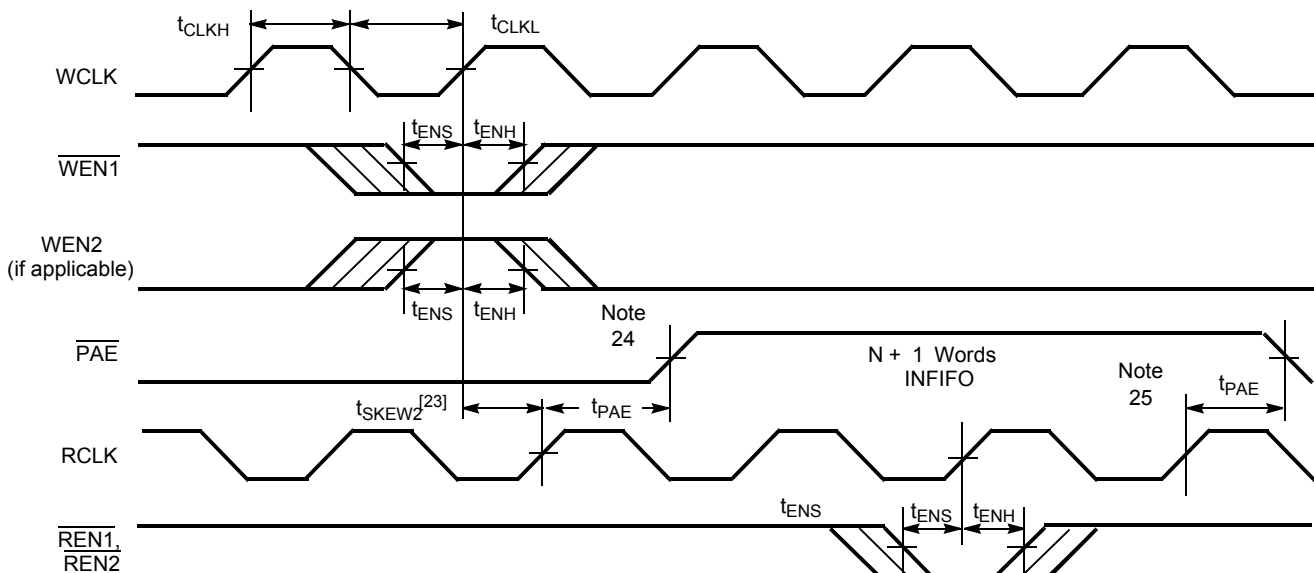 tCLKH
tCLKL
WCLK
tENS
tENH
WEN1
WEN2
(if applicable)
tENS
tENH
Note
24
PAE
N + 1 Words
INFIFO
Note
25
tPAE
tSKEW2[23]
tPAE
RCLK
tENS
tENS
tENH
REN1,
REN2